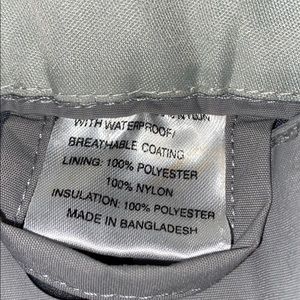 WITH WATERPROOF/
BREATHABLE COATING
LINING: 100% POLYESTER
100% NYLON
INSULATION: 100% POLYESTER
MADE IN BANGLADESH